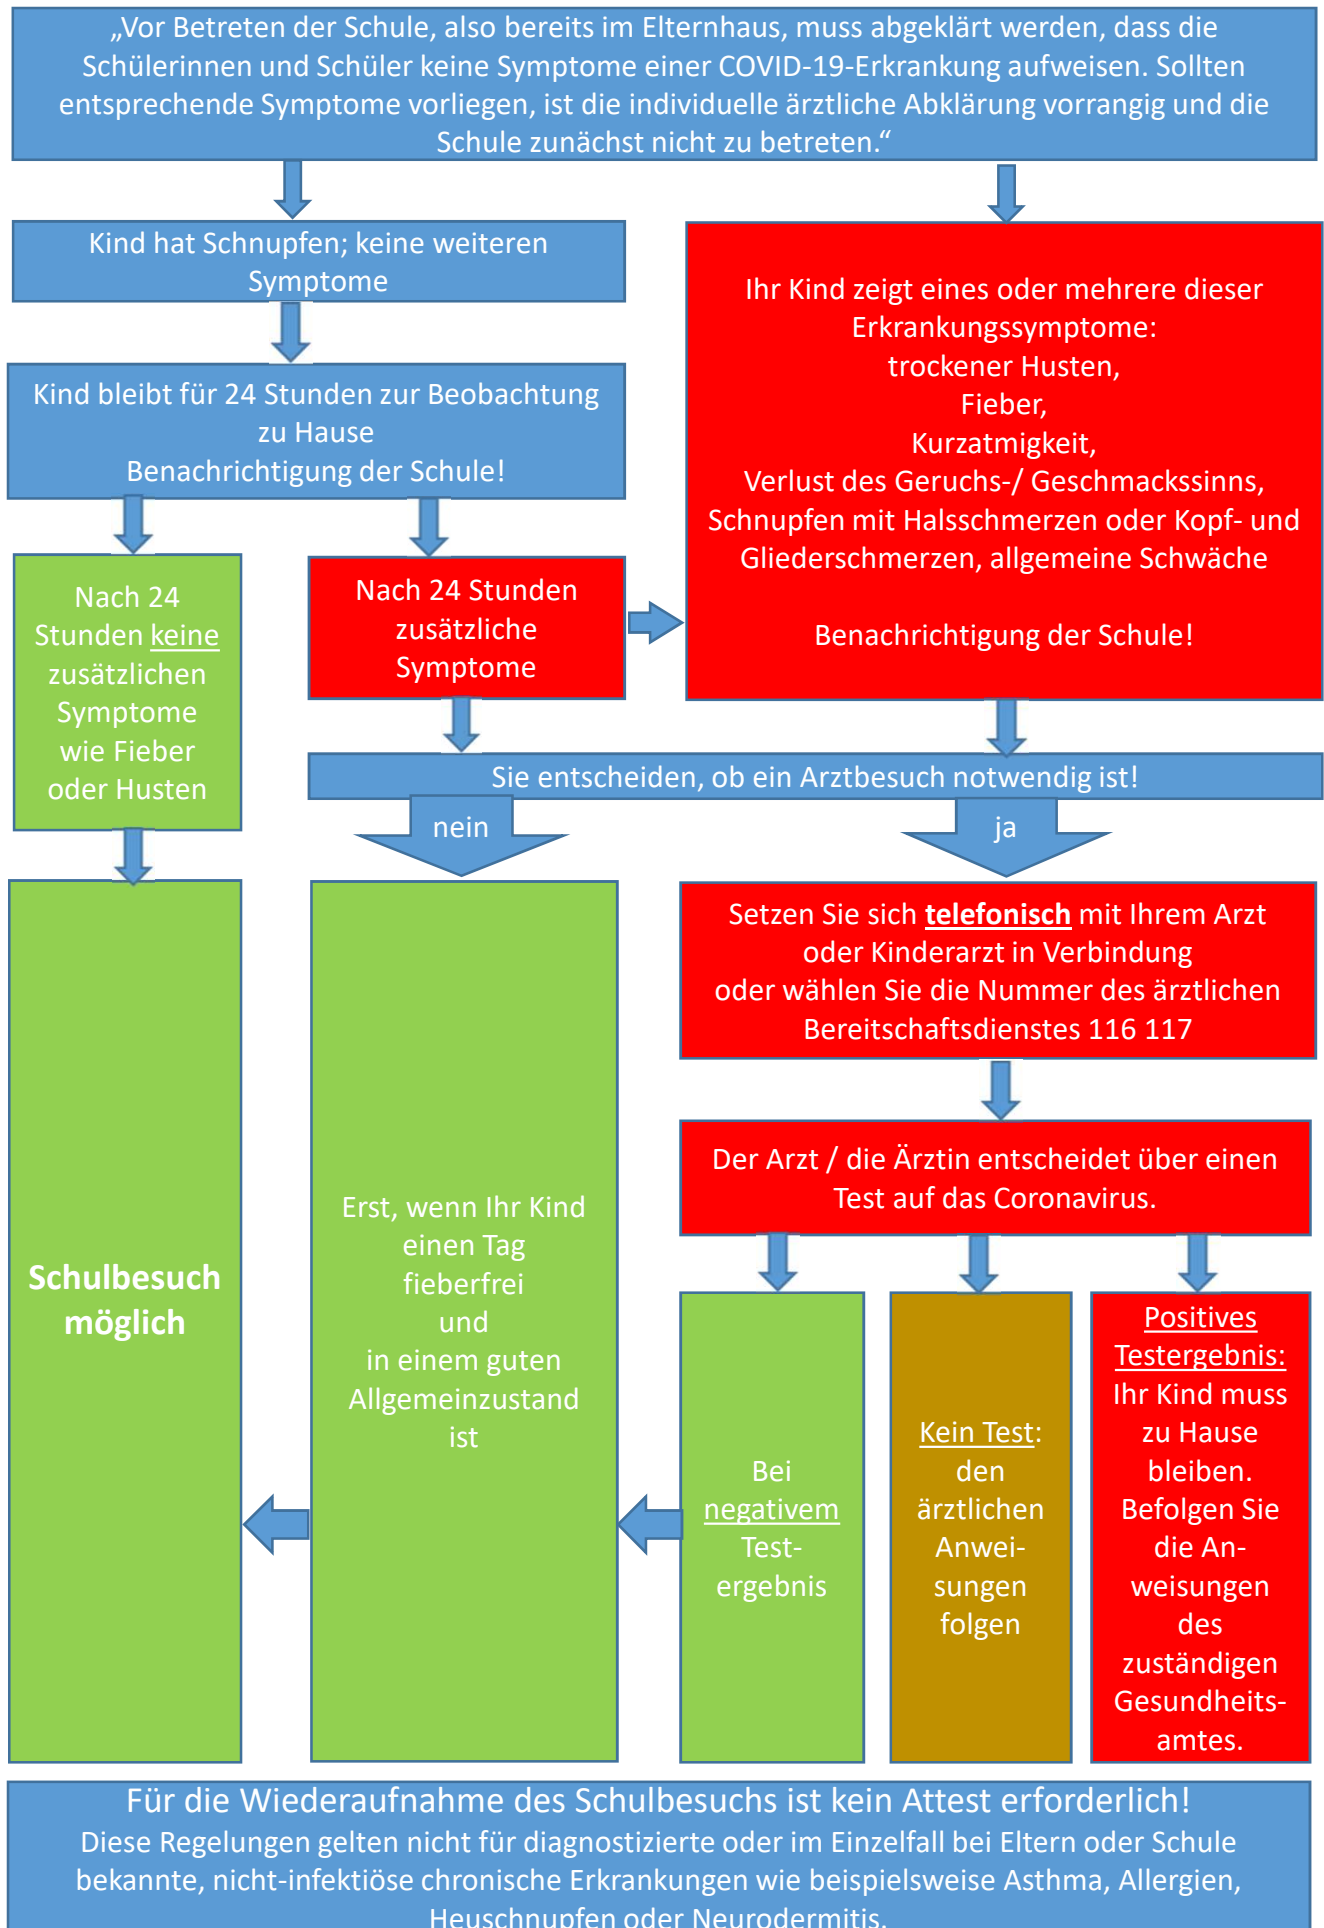 „Vor Betreten der Schule, also bereits im Elternhaus, muss abgeklärt werden, dass die
Schülerinnen und Schüler keine Symptome einer COVID-19-Erkrankung aufweisen. Sollten
entsprechende Symptome vorliegen, ist die individuelle ärztliche Abklärung vorrangig und die
Schule zunächst nicht zu betreten.“
Kind hat Schnupfen; keine weiteren
Symptome
Kind bleibt für 24 Stunden zur Beobachtung
zu Hause
Benachrichtigung der Schule!
Ihr Kind zeigt eines oder mehrere dieser
Erkrankungssymptome:
trockener Husten,
Fieber,
Kurzatmigkeit,
Verlust des Geruchs-/ Geschmackssinns,
Schnupfen mit Halsschmerzen oder Kopf- und
Gliederschmerzen, allgemeine Schwäche
Benachrichtigung der Schule!
Nach 24
Stunden keine
zusätzlichen
Symptome
wie Fieber
oder Husten
Nach 24 Stunden
zusätzliche
Symptome
Sie entscheiden, ob ein Arztbesuch notwendig ist!
nein
ja
Schulbesuch
möglich
Erst, wenn Ihr Kind
einen Tag
fieberfrei
und
in einem guten
Allgemeinzustand
ist
Setzen Sie sich telefonisch mit Ihrem Arzt
oder Kinderarzt in Verbindung
oder wählen Sie die Nummer des ärztlichen
Bereitschaftsdienstes 116 117
Der Arzt / die Ärztin entscheidet über einen
Test auf das Coronavirus.
Bei
negativem
Test-
ergebnis
Kein Test:
den
ärztlichen
Anwei-
sungen
folgen
Positives
Testergebnis:
Ihr Kind muss
zu Hause
bleiben.
Befolgen Sie
die An-
weisungen
des
zuständigen
Gesundheits-
amtes.
Für die Wiederaufnahme des Schulbesuchs ist kein Attest erforderlich!
Diese Regelungen gelten nicht für diagnostizierte oder im Einzelfall bei Eltern oder Schule
bekannte, nicht-infektiöse chronische Erkrankungen wie beispielsweise Asthma, Allergien,
Heuschnupfen oder Neurodermitis.